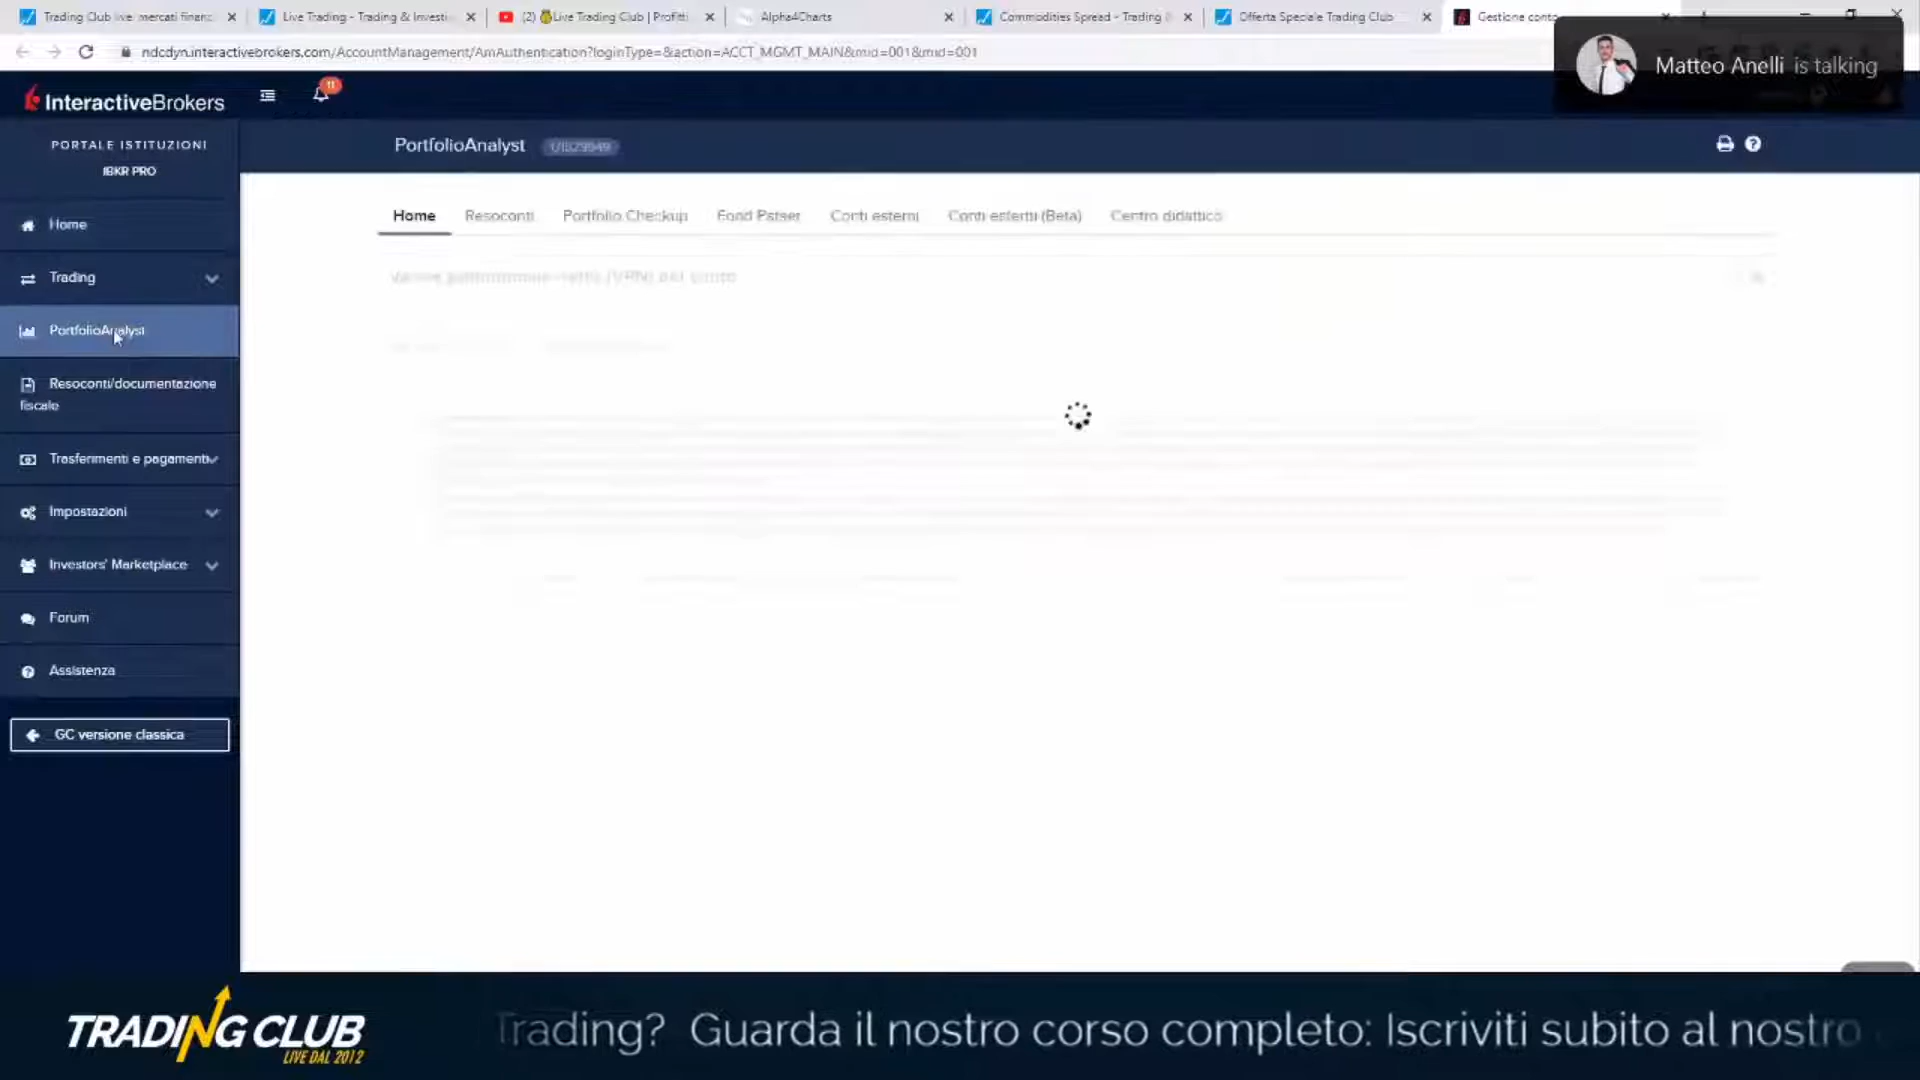 Trading Club live: mercati finanz
Live Trading - Trading & Investi
(2) Live Trading Club | Profitti
Alpha4Charts
Commodities Spread - Trading
Offerta Speciale Trading Club
Gestione conto
ndcdyn.interactivebrokers.com/AccountManagement/AmAuthentication?loginType=&action=ACCT_MGMT_MAIN&mid=001&mid=001
Matteo Anelli is talking
InteractiveBrokers
11
PORTALE ISTITUZIONI
IBKR PRO
PortfolioAnalyst
Home
Trading
PortfolioAnalyst
Resoconti/documentazione
fiscale
Trasferimenti e pagamenti
Impostazioni
Investors' Marketplace
Forum
Assistenza
GC versione classica
Home
Resoconti
Portfolio Checkup
Conti esterni
Conti esterni (Beta)
Centro didattico
TRADING CLUB
LIVE DAL 2012
Trading? Guarda il nostro corso completo: Iscriviti subito al nostro